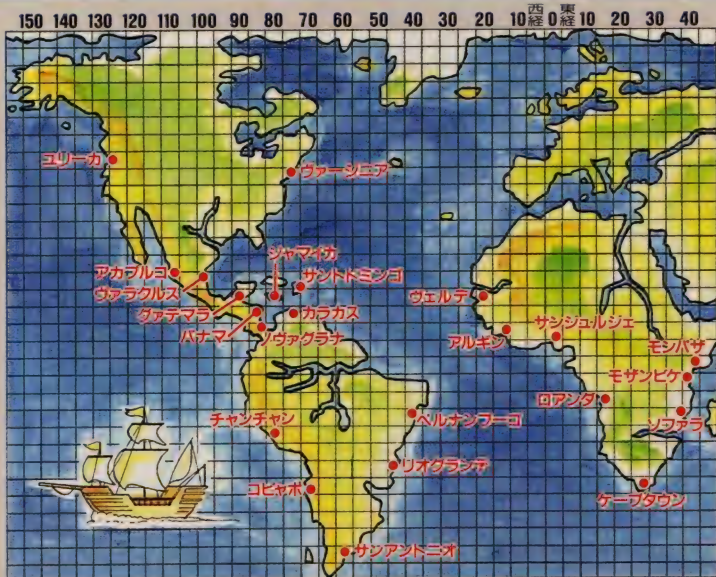 150 140 130 120 110 100 90 80 70 60 50 40 30 20 10 西経 0 東経 10 20 30 40
ユリーカ
ヴァージニア
ジャマイカ
アカプルコ
サントドミンゴ
ヴェルデ
ヴァラクルス
グァテマラ
カラカス
サンジュルジェ
パナマ
ノヴァグラナ
アルギン
モンバサ
モザンビケ
ロアンダ
チャンチャン
ペルナンブーゴ
ソファラ
リオグランデ
コピャポ
ケープタウン
サンアントニオ